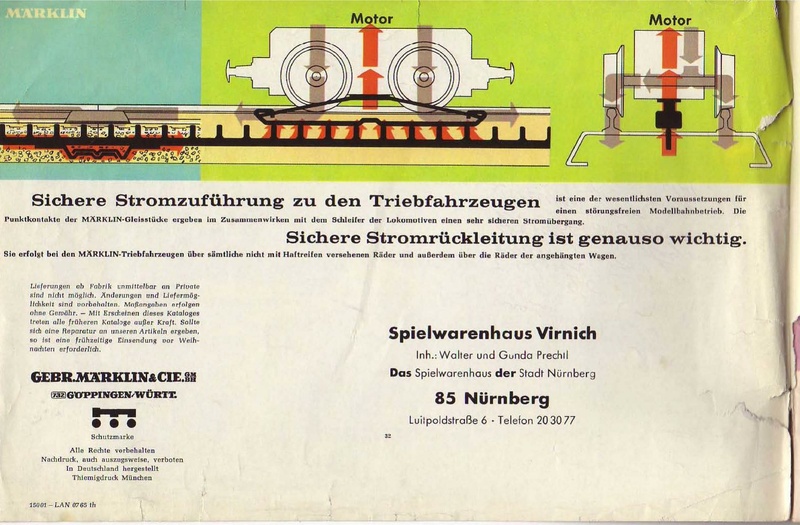 MÄRKLIN
Motor
Motor
Sichere Stromzuführung zu den Triebfahrzeugen ist eine der wesentlichsten Voraussetzungen für
einen störungsfreien Modellbahnbetrieb. Die
Punktkontakte der MÄRKLIN-Gleisstücke ergeben im Zusammenwirken mit dem Schleifer der Lokomotiven einen sehr sicheren Stromübergang.
Sichere Stromrückleitung ist genauso wichtig.
Sie erfolgt bei den MÄRKLIN-Triebfahrzeugen über sämtliche nicht mit Haftreifen versehenen Räder und außerdem über die Räder der angehängten Wagen.
Lieferungen ab Fabrik unmittelbar an Private
sind nicht möglich. Änderungen und Liefermög-
lichkeit sind vorbehalten. Maßangaben erfolgen
ohne Gewähr. – Mit Erscheinen dieses Kataloges
treten alle früheren Kataloge außer Kraft. Sollte
sich eine Reparatur an unseren Artikeln ergeben,
so ist eine frühzeitige Einsendung vor Weih-
nachten erforderlich.
GEBR. MÄRKLIN & CIE. GMBH
732 GÖPPINGEN/WÜRTT.
Schutzmarke
Alle Rechte vorbehalten
Nachdruck, auch auszugsweise, verboten
In Deutschland hergestellt
Thiemigdruck München
15001 – LAN 0765 th
Spielwarenhaus Virnich
Inh.: Walter und Gunda Prechtl
Das Spielwarenhaus der Stadt Nürnberg
85 Nürnberg
Luitpoldstraße 6 - Telefon 20 30 77
32